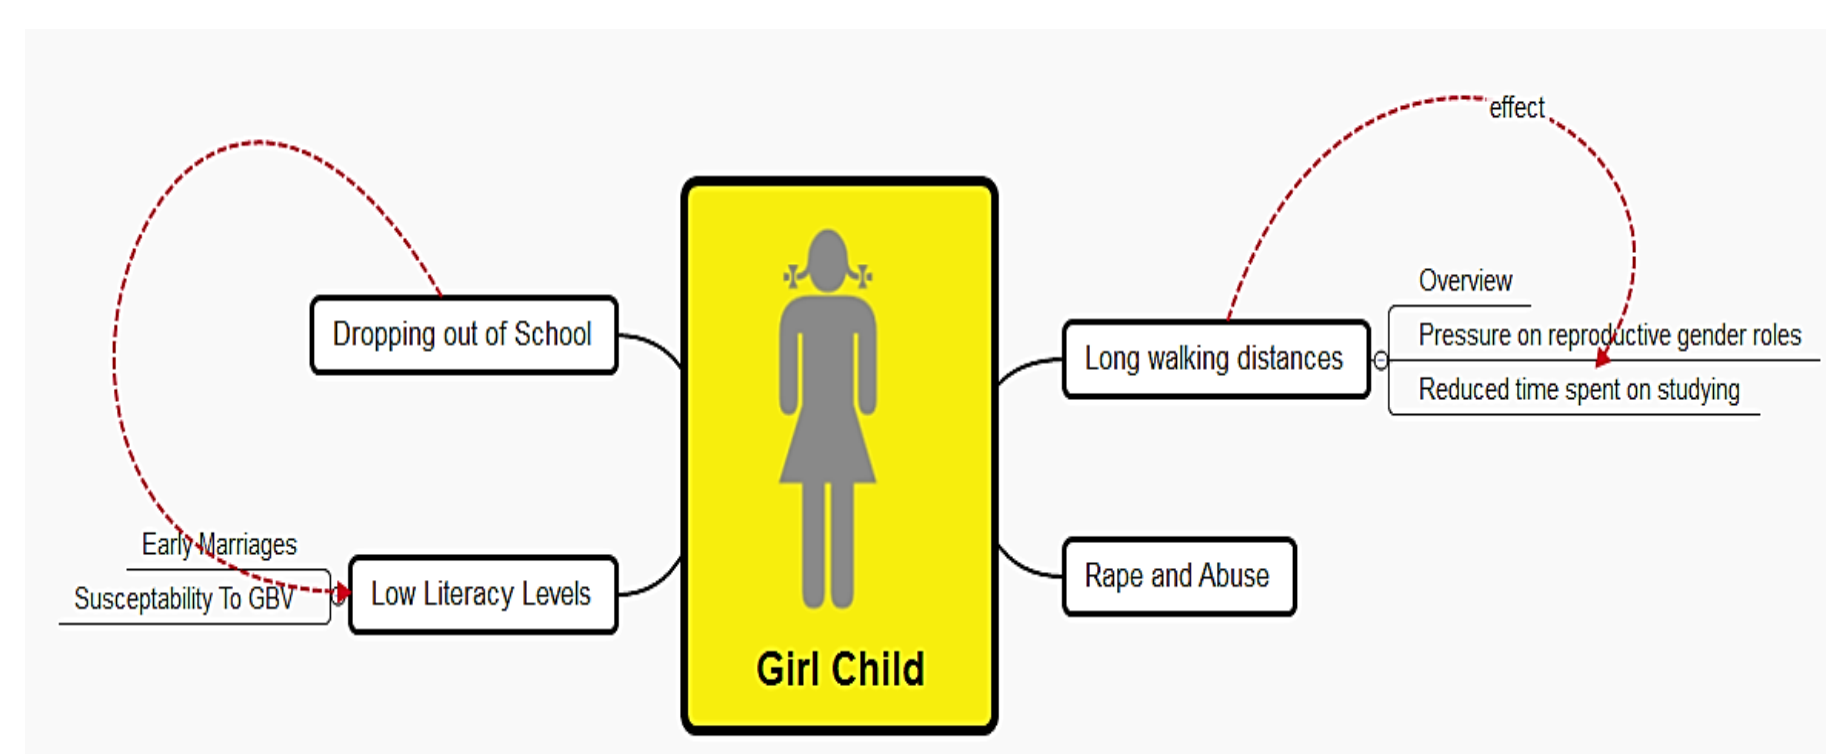 effect
Dropping out of School
Overview
Pressure on reproductive gender roles
Long walking distances
Reduced time spent on studying
Early Marriages
Susceptability To GBV
Low Literacy Levels
Rape and Abuse
Girl Child